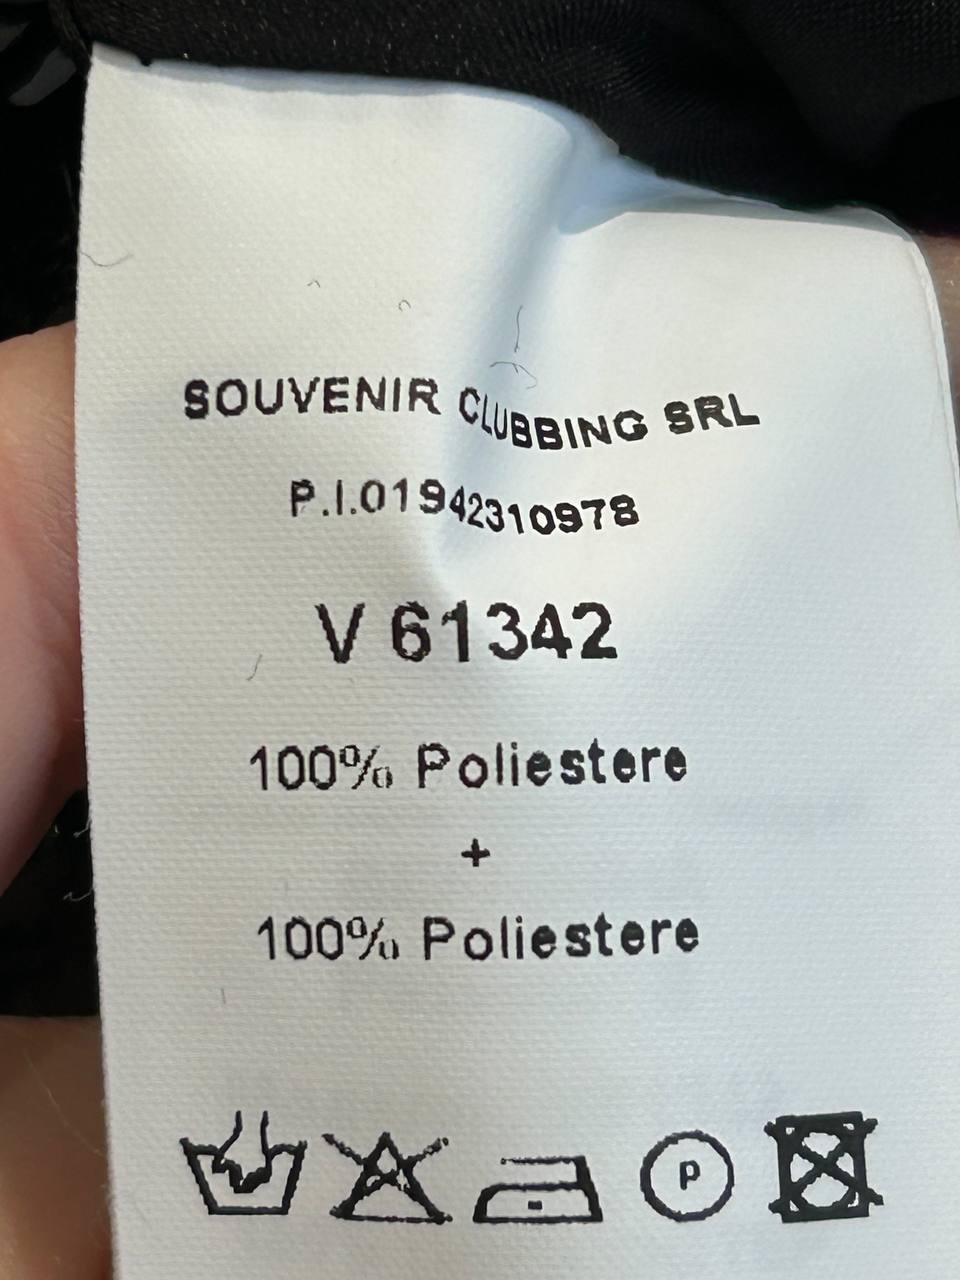 SOUVENIR CLUBBING SRL
P.I.01942310978
V 61342
100% Poliestere
+
100% Poliestere
P